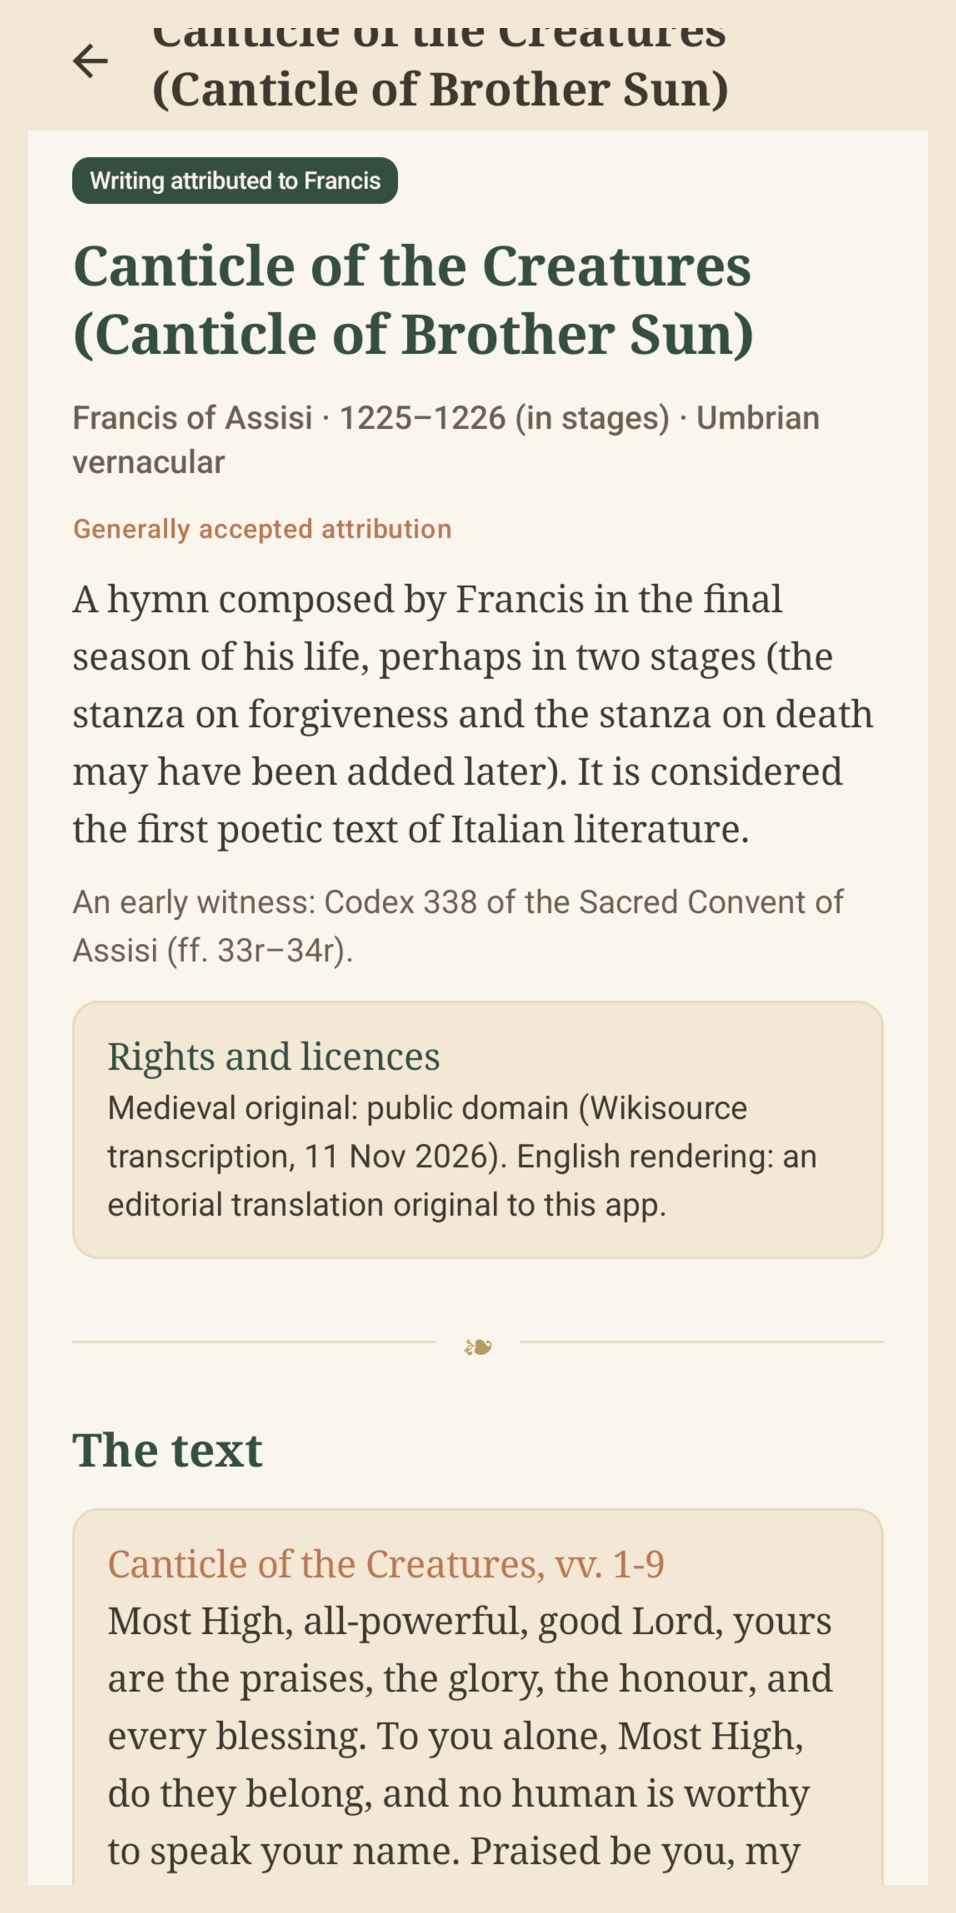 Canticle of the Creatures
(Canticle of Brother Sun)
Writing attributed to Francis
Canticle of the Creatures
(Canticle of Brother Sun)
Francis of Assisi · 1225–1226 (in stages) · Umbrian
vernacular
Generally accepted attribution
A hymn composed by Francis in the final
season of his life, perhaps in two stages (the
stanza on forgiveness and the stanza on death
may have been added later). It is considered
the first poetic text of Italian literature.
An early witness: Codex 338 of the Sacred Convent of
Assisi (ff. 33r–34r).
Rights and licences
Medieval original: public domain (Wikisource
transcription, 11 Nov 2026). English rendering: an
editorial translation original to this app.
❧
The text
Canticle of the Creatures, vv. 1-9
Most High, all-powerful, good Lord, yours
are the praises, the glory, the honour, and
every blessing. To you alone, Most High,
do they belong, and no human is worthy
to speak your name. Praised be you, my